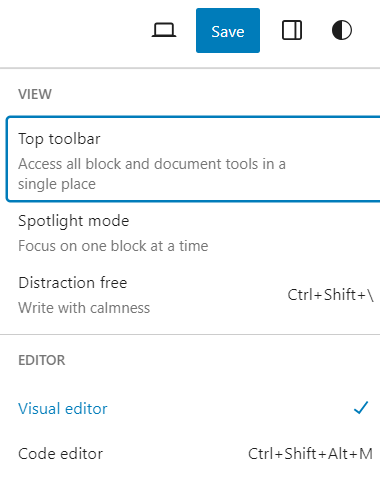 Save
VIEW
Top toolbar
Access all block and document tools in a
single place
Spotlight mode
Focus on one block at a time
Distraction free
Write with calmness
Ctrl+Shift+\
EDITOR
Visual editor
Code editor
Ctrl+Shift+Alt+M